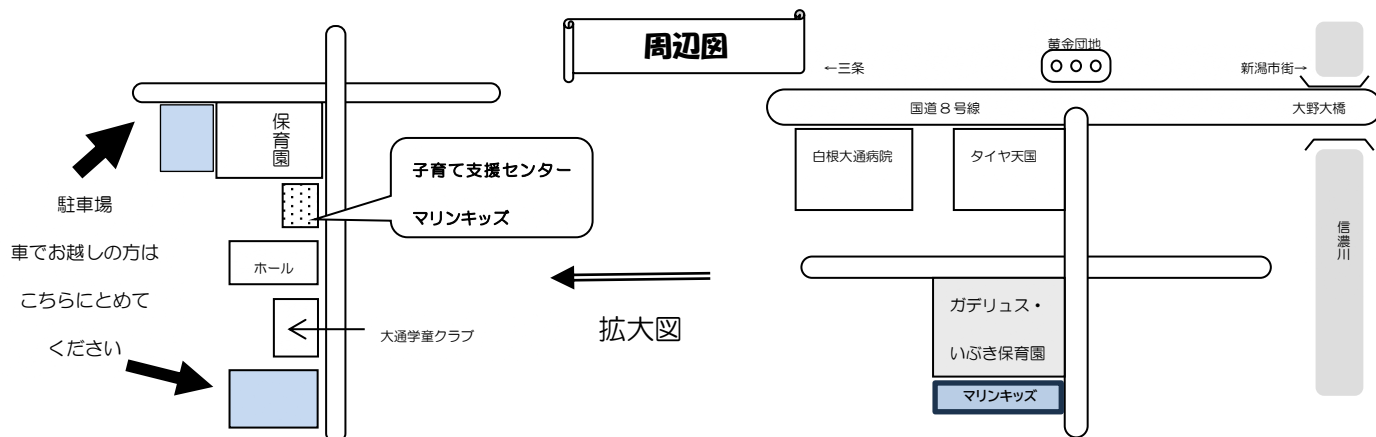 周辺図
保育園
子育て支援センター
マリンキッズ
駐車場
車でお越しの方は
こちらにとめて
ください
ホール
大通学童クラブ
拡大図
←三条
黄金団地
新潟市街→
国道８号線
大野大橋
白根大通病院
タイヤ天国
信濃川
ガデリュス・
いぶき保育園
マリンキッズ